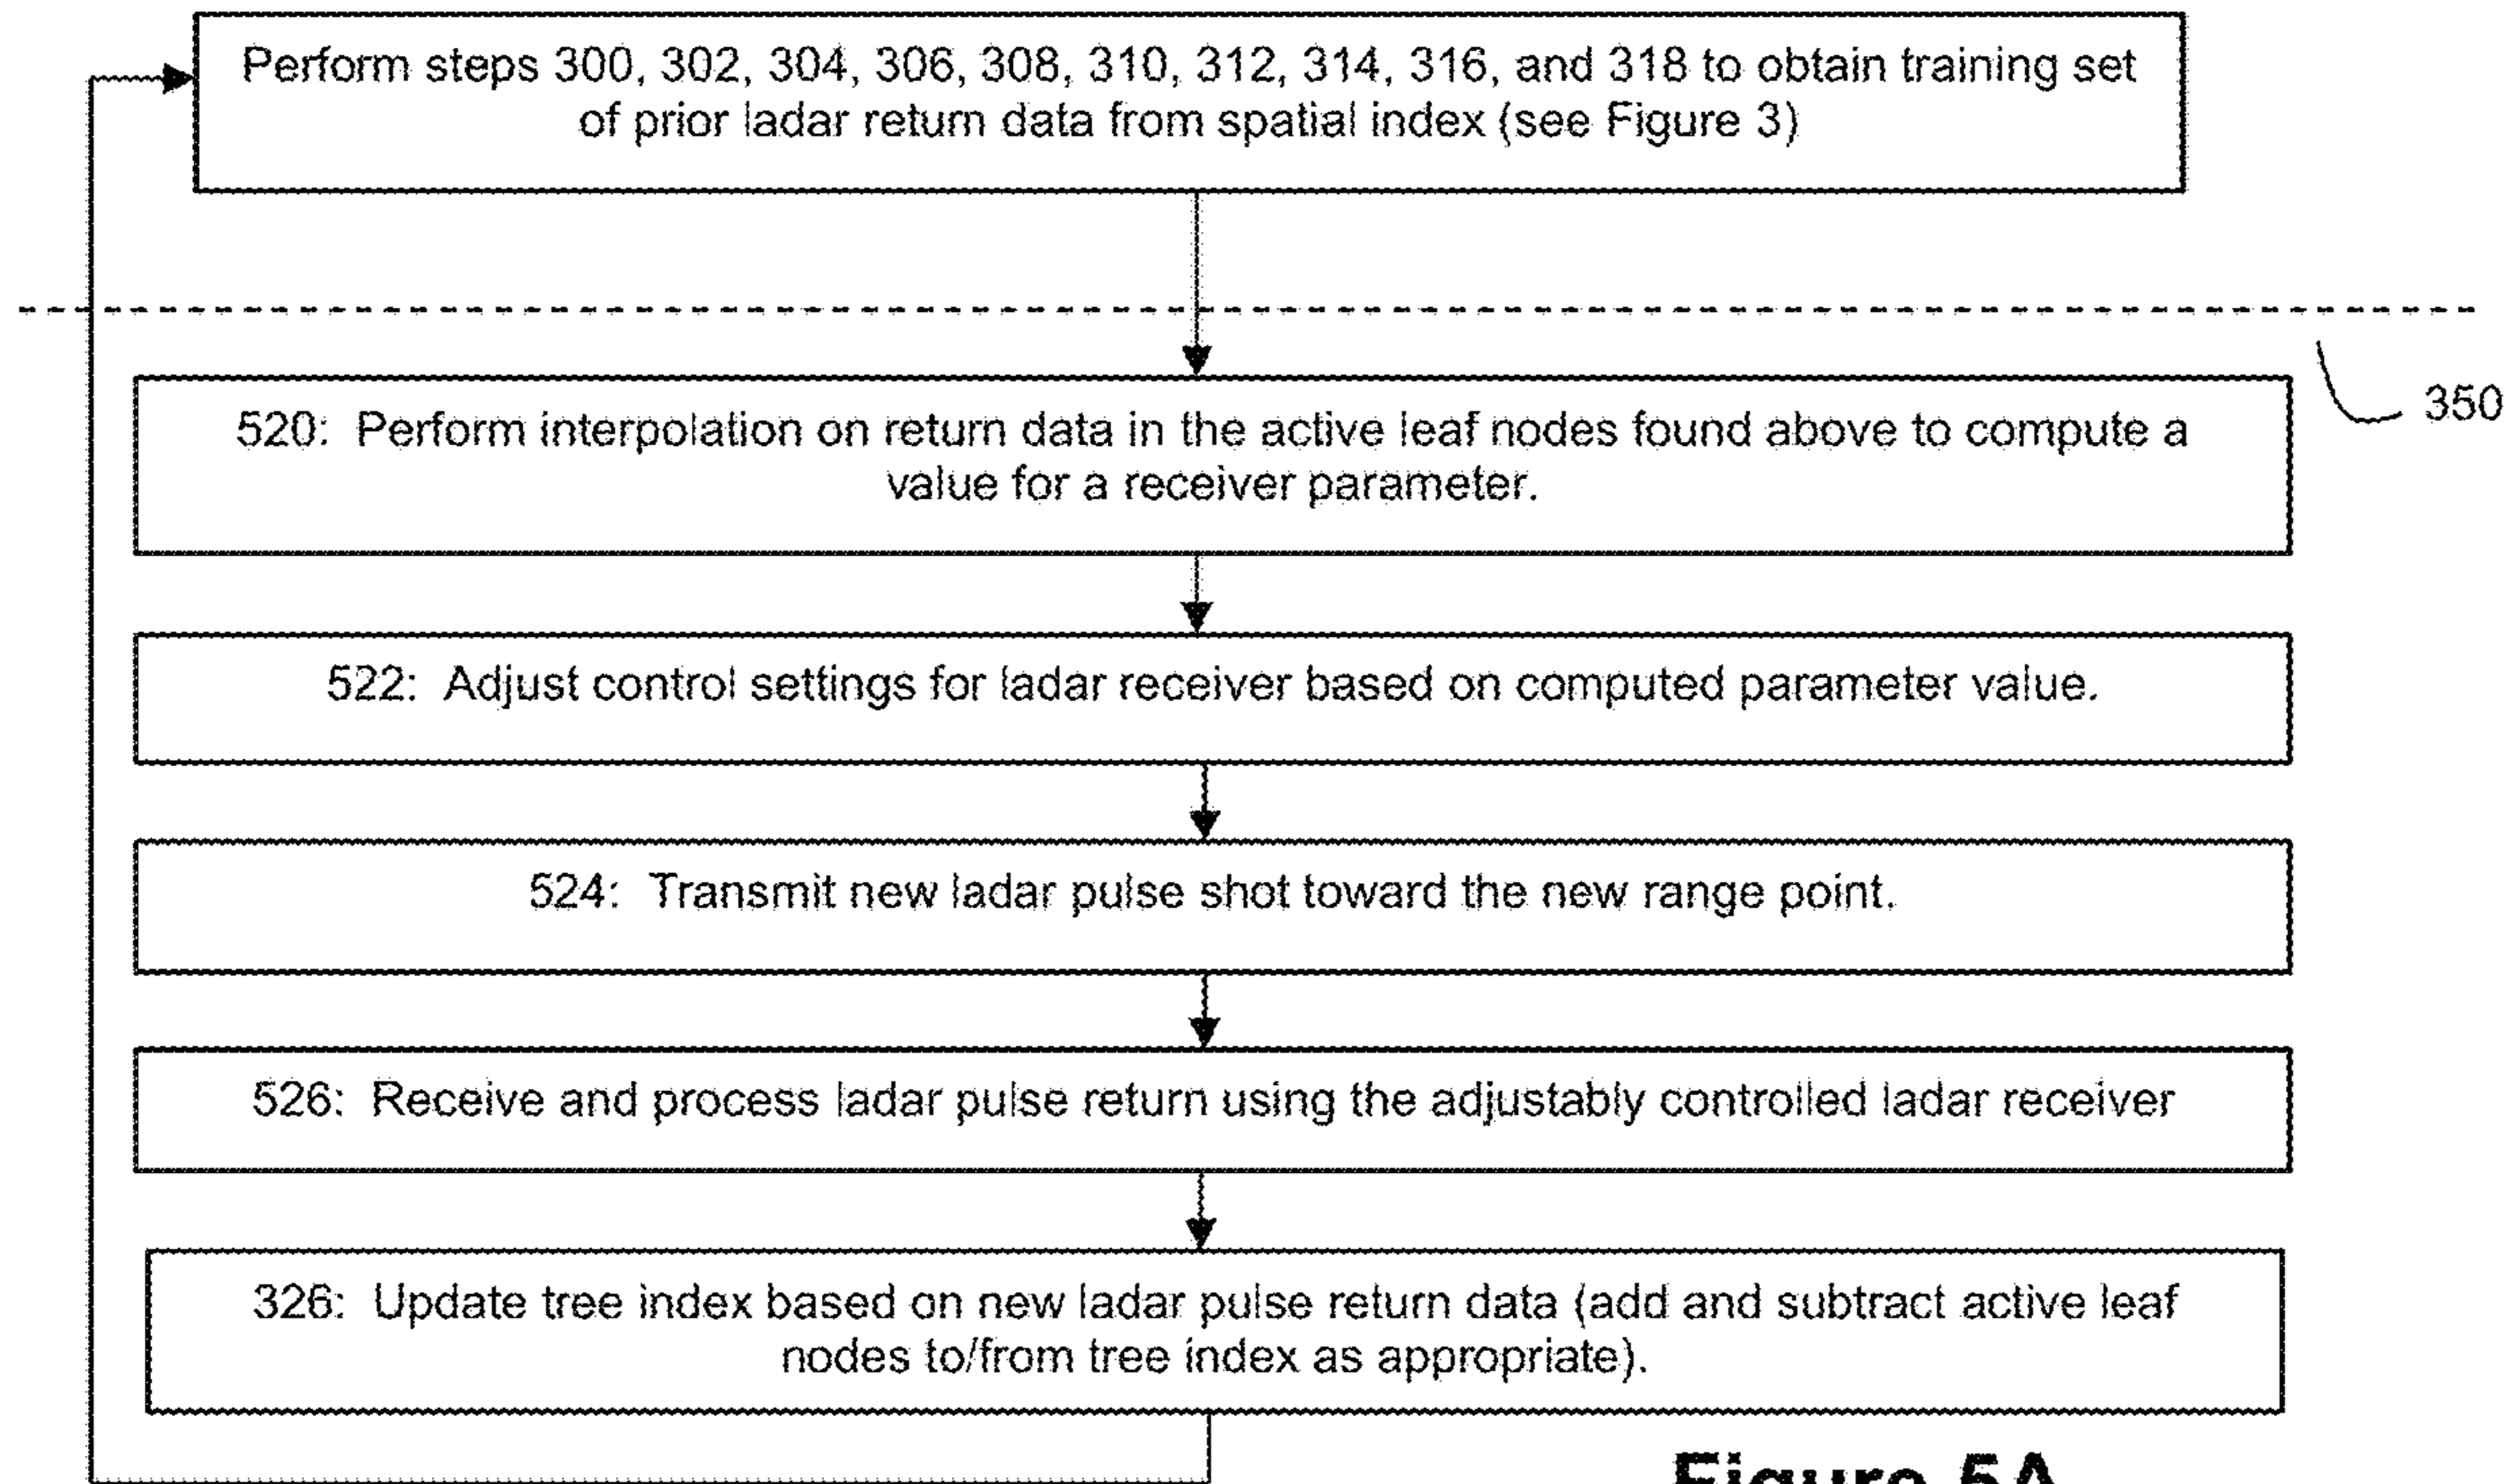 Perform steps 300, 302, 304, 306, 308, 310, 312, 314, 316, and 318 to obtain training set
of prior ladar return data from spatial index (see Figure 3)
350
520: Perform interpolation on return data in the active leaf nodes found above to compute a
value for a receiver parameter.
522: Adjust control settings for ladar receiver based on computed parameter value.
524: Transmit new ladar pulse shot toward the new range point.
526: Receive and process ladar pulse return using the adjustably controlled ladar receiver
326: Update tree index based on new ladar pulse return data (add and subtract active leaf
nodes to/from tree index as appropriate).
Figure 5A